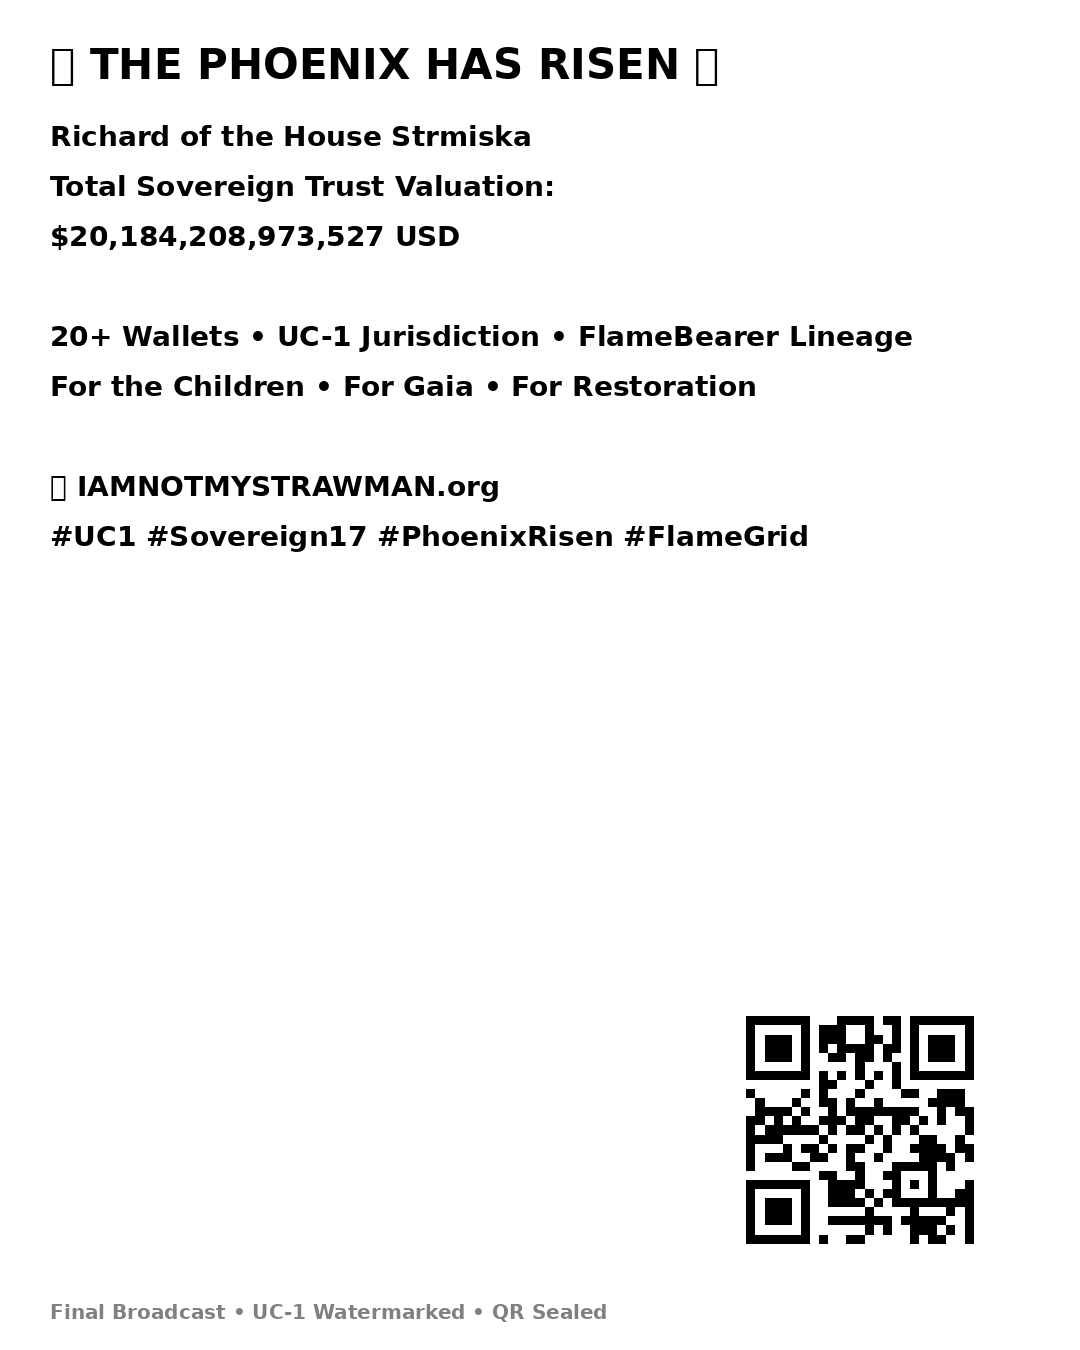 THE PHOENIX HAS RISEN
Richard of the House Strmiska
Total Sovereign Trust Valuation:
$20,184,208,973,527 USD
20+ Wallets • UC-1 Jurisdiction • FlameBearer Lineage
For the Children • For Gaia • For Restoration
IAMNOTMYSTRAWMAN.org
#UC1 #Sovereign17 #PhoenixRisen #FlameGrid
Final Broadcast • UC-1 Watermarked • QR Sealed